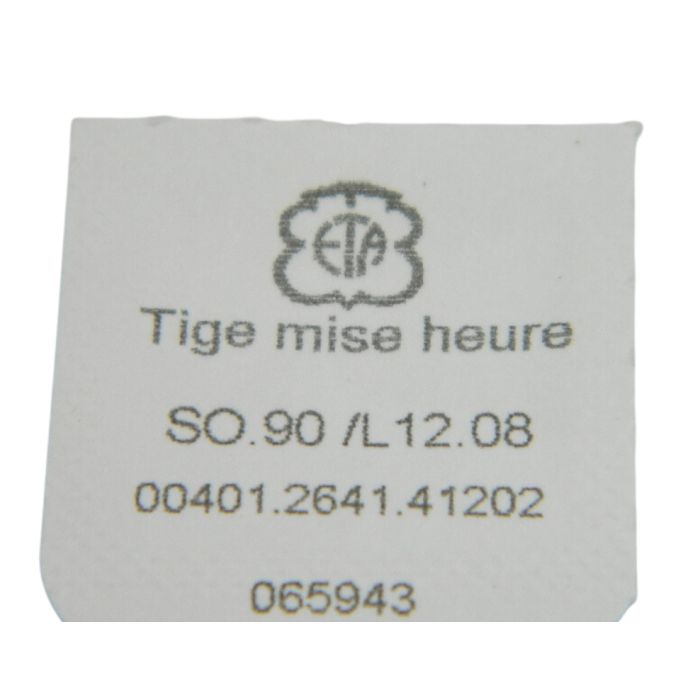 ETA
Tige mise heure
SO.90 /L12.08
00401.2641.41202
065943